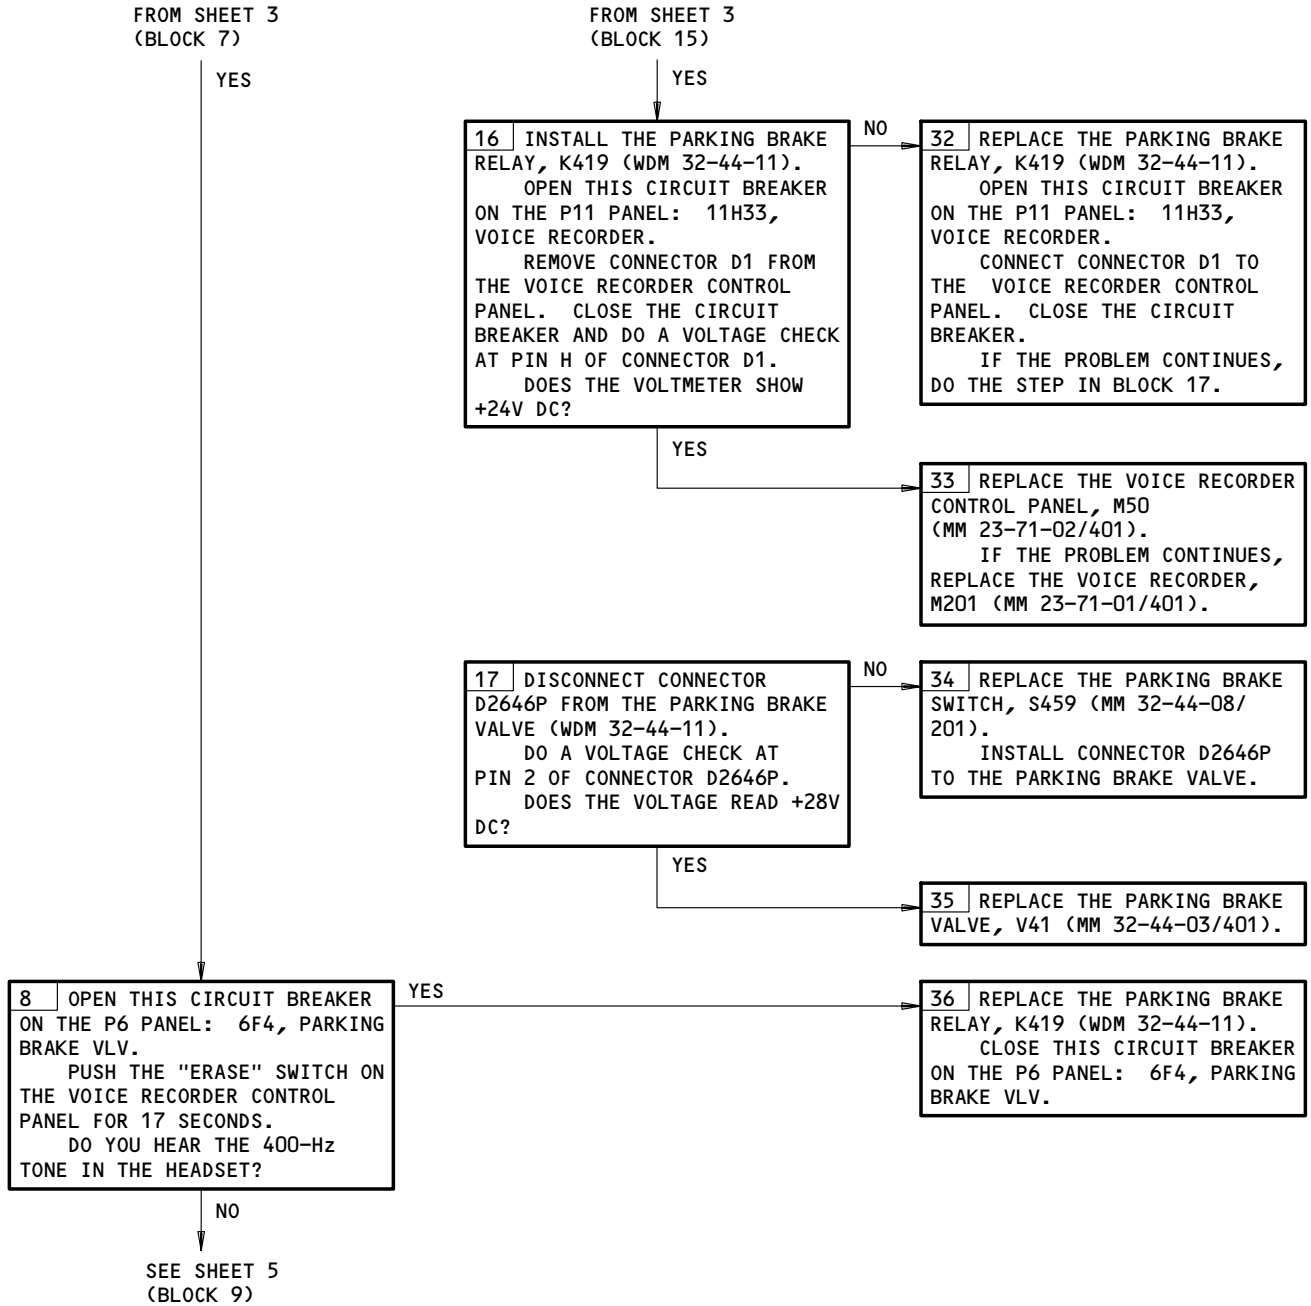 FROM SHEET 3
(BLOCK 7)
YES
FROM SHEET 3
(BLOCK 15)
YES
16 INSTALL THE PARKING BRAKE
RELAY, K419 (WDM 32-44-11).
OPEN THIS CIRCUIT BREAKER
ON THE P11 PANEL: 11H33,
VOICE RECORDER.
REMOVE CONNECTOR D1 FROM
THE VOICE RECORDER CONTROL
PANEL. CLOSE THE CIRCUIT
BREAKER AND DO A VOLTAGE CHECK
AT PIN H OF CONNECTOR D1.
DOES THE VOLTMETER SHOW
+24V DC?
NO
32 REPLACE THE PARKING BRAKE
RELAY, K419 (WDM 32-44-11).
OPEN THIS CIRCUIT BREAKER
ON THE P11 PANEL: 11H33,
VOICE RECORDER.
CONNECT CONNECTOR D1 TO
THE VOICE RECORDER CONTROL
PANEL. CLOSE THE CIRCUIT
BREAKER.
IF THE PROBLEM CONTINUES,
DO THE STEP IN BLOCK 17.
YES
33 REPLACE THE VOICE RECORDER
CONTROL PANEL, M50
(MM 23-71-02/401).
IF THE PROBLEM CONTINUES,
REPLACE THE VOICE RECORDER,
M201 (MM 23-71-01/401).
17 DISCONNECT CONNECTOR
D2646P FROM THE PARKING BRAKE
VALVE (WDM 32-44-11).
DO A VOLTAGE CHECK AT
PIN 2 OF CONNECTOR D2646P.
DOES THE VOLTAGE READ +28V
DC?
NO
34 REPLACE THE PARKING BRAKE
SWITCH, S459 (MM 32-44-08/
201).
INSTALL CONNECTOR D2646P
TO THE PARKING BRAKE VALVE.
YES
35 REPLACE THE PARKING BRAKE
VALVE, V41 (MM 32-44-03/401).
8 OPEN THIS CIRCUIT BREAKER
ON THE P6 PANEL: 6F4, PARKING
BRAKE VLV.
PUSH THE "ERASE" SWITCH ON
THE VOICE RECORDER CONTROL
PANEL FOR 17 SECONDS.
DO YOU HEAR THE 400-Hz
TONE IN THE HEADSET?
YES
36 REPLACE THE PARKING BRAKE
RELAY, K419 (WDM 32-44-11).
CLOSE THIS CIRCUIT BREAKER
ON THE P6 PANEL: 6F4, PARKING
BRAKE VLV.
NO
SEE SHEET 5
(BLOCK 9)